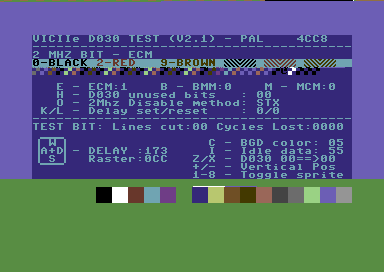 VICIIe D030 TEST (V2.1) - PAL 4CC8
2 MHZ BIT - ECM
0-BLACK 2-RED 9-BROWN
E - ECM:1 B - BMM:0 M - MCM:0
H - D030 unused bits : 00
O - 2Mhz Disable method: STX
K/L - Delay set/reset : 0/0
TEST BIT: Lines cut:00 Cycles Lost:0000
W C - BGD color: 05
A+D - DELAY :173 I - Idle data: 55
S Raster:0CC Z/X - D030 00==>00
+/- - Vertical Pos
1-8 - Toggle sprite